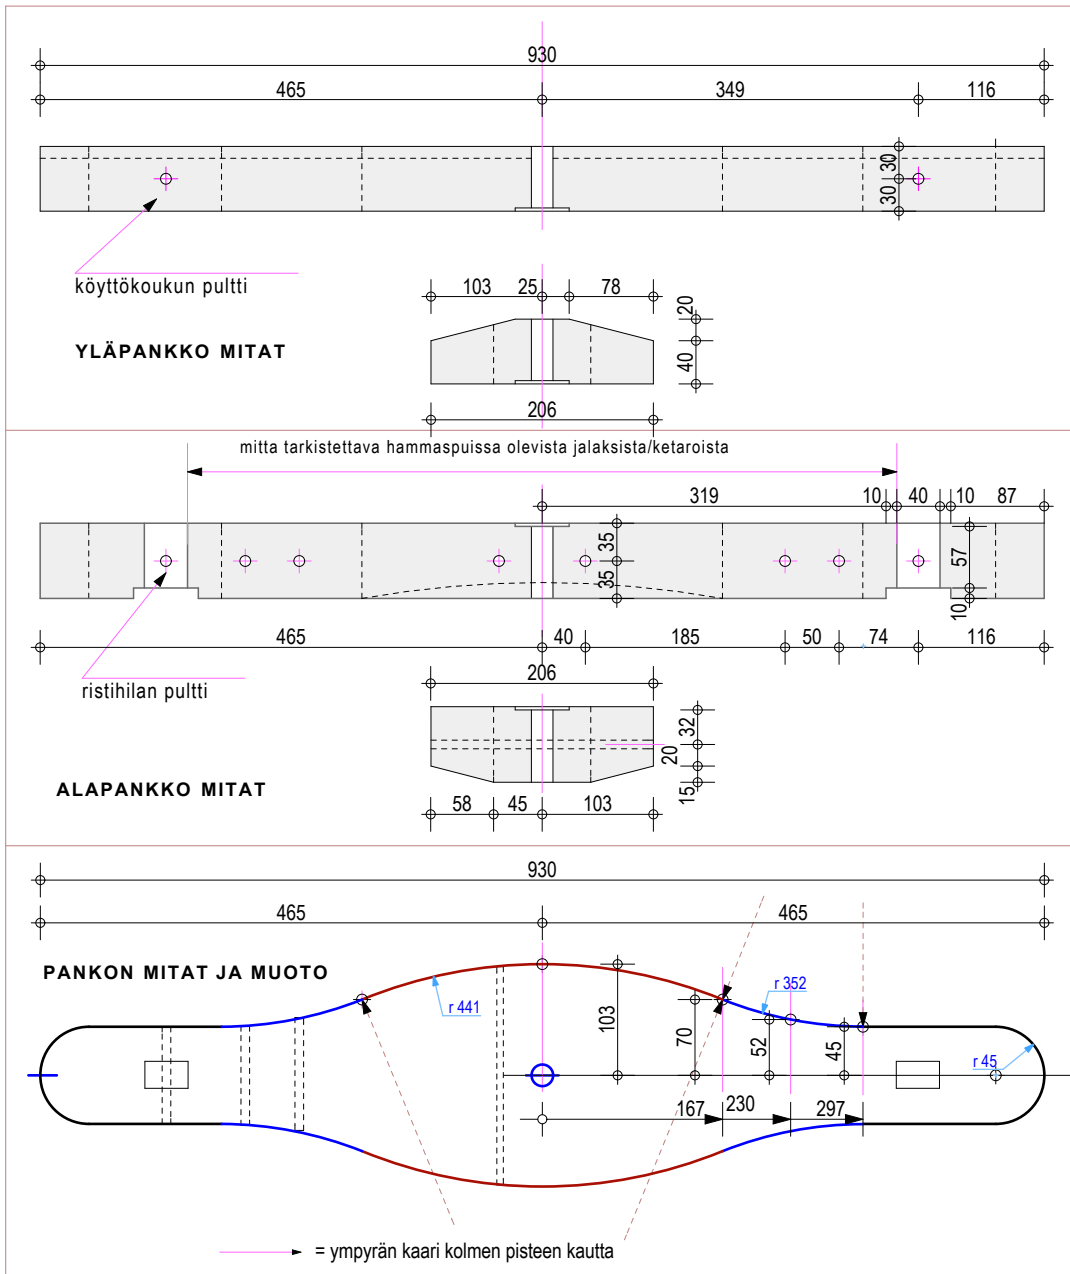 930
465 349 116
30
30
köyttökoukun pultti
103 25 78
20
YLÄPANKKO MITAT
40
206
mitta tarkistettava hammaspuissa olevista jalaksista/ketaroista
319 10 40 10 87
35
57
35
10
465 40 185 50 74 116
ristihilan pultti
206
32
20
ALAPANKKO MITAT
15
58 45 103
930
465 465
PANKON MITAT JA MUOTO
r 441
r 352
103
70
52
45
r 45
167 230 297
= ympyrän kaari kolmen pisteen kautta